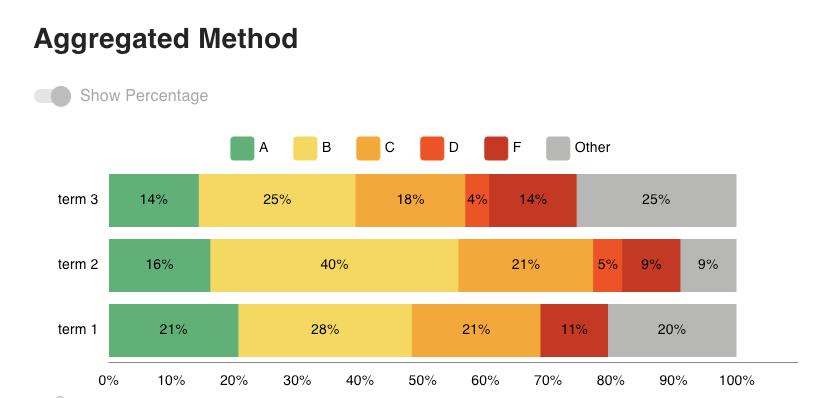 Aggregated Method
Show Percentage
A B C D F Other
term 3 14% 25% 18% 4% 14% 25%
term 2 16% 40% 21% 5% 9% 9%
term 1 21% 28% 21% 11% 20%
0% 10% 20% 30% 40% 50% 60% 70% 80% 90% 100%